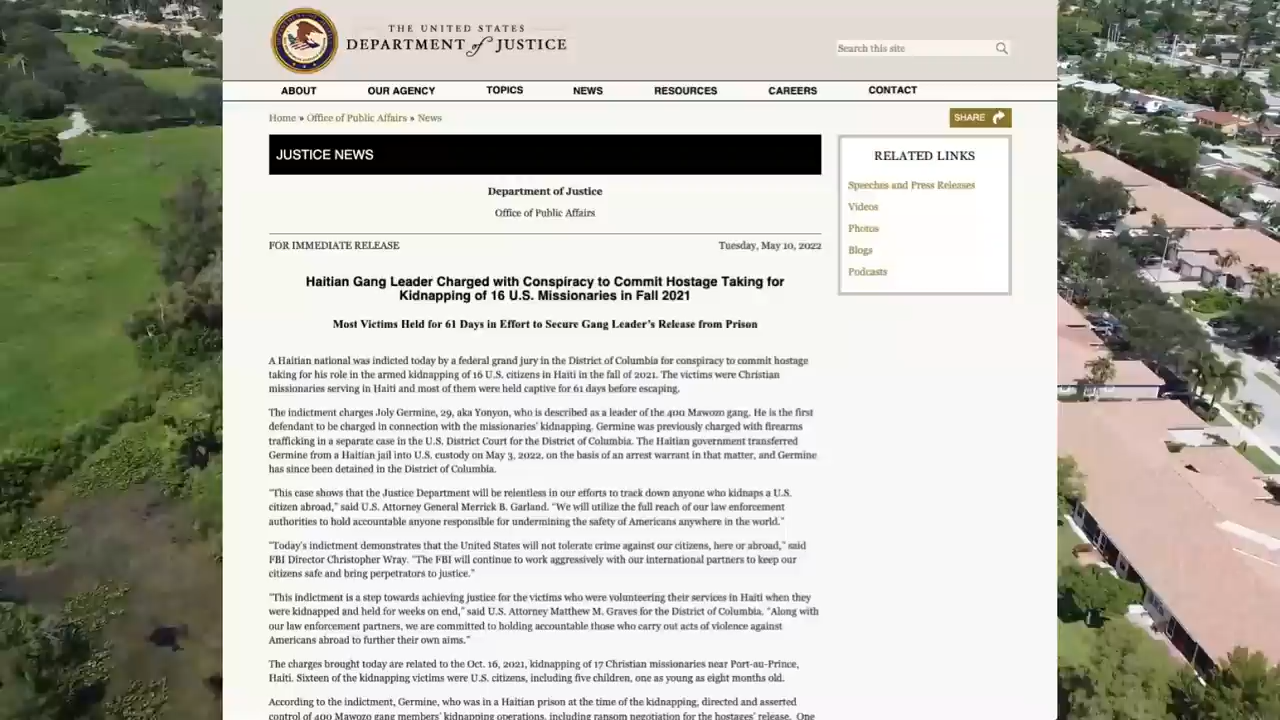 THE UNITED STATES
DEPARTMENT of JUSTICE
Search this site
ABOUT OUR AGENCY TOPICS NEWS RESOURCES CAREERS CONTACT
Home » Office of Public Affairs » News
SHARE
JUSTICE NEWS
Department of Justice
Office of Public Affairs
FOR IMMEDIATE RELEASE Tuesday, May 10, 2022
Haitian Gang Leader Charged with Conspiracy to Commit Hostage Taking for
Kidnapping of 16 U.S. Missionaries in Fall 2021
Most Victims Held for 61 Days in Effort to Secure Gang Leader's Release from Prison
A Haitian national was indicted today by a federal grand jury in the District of Columbia for conspiracy to commit hostage
taking for his role in the armed kidnapping of 16 U.S. citizens in Haiti in the fall of 2021. The victims were Christian
missionaries serving in Haiti and most of them were held captive for 61 days before escaping.
The indictment charges Joly Germine, 29, aka Yonyon, who is described as a leader of the 400 Mawozo gang. He is the first
defendant to be charged in connection with the missionaries' kidnapping. Germine was previously charged with firearms
trafficking in a separate case in the U.S. District Court for the District of Columbia. The Haitian government transferred
Germine from a Haitian jail into U.S. custody on May 3, 2022, on the basis of an arrest warrant in that matter, and Germine
has since been detained in the District of Columbia.
"This case shows that the Justice Department will be relentless in our efforts to track down anyone who kidnaps a U.S.
citizen abroad," said U.S. Attorney General Merrick B. Garland. "We will utilize the full reach of our law enforcement
authorities to hold accountable anyone responsible for undermining the safety of Americans anywhere in the world."
"Today's indictment demonstrates that the United States will not tolerate crime against our citizens, here or abroad," said
FBI Director Christopher Wray. "The FBI will continue to work aggressively with our international partners to keep our
citizens safe and bring perpetrators to justice."
"This indictment is a step towards achieving justice for the victims who were volunteering their services in Haiti when they
were kidnapped and held for weeks on end," said U.S. Attorney Matthew M. Graves for the District of Columbia. "Along with
our law enforcement partners, we are committed to holding accountable those who carry out acts of violence against
Americans abroad to further their own aims."
The charges brought today are related to the Oct. 16, 2021, kidnapping of 17 Christian missionaries near Port-au-Prince,
Haiti. Sixteen of the kidnapping victims were U.S. citizens, including five children, one as young as eight months old.
According to the indictment, Germine, who was in a Haitian prison at the time of the kidnapping, directed and asserted
control of 400 Mawozo gang members' kidnapping operations, including ransom negotiation for the hostages' release. One
RELATED LINKS
Speeches and Press Releases
Videos
Photos
Blogs
Podcasts